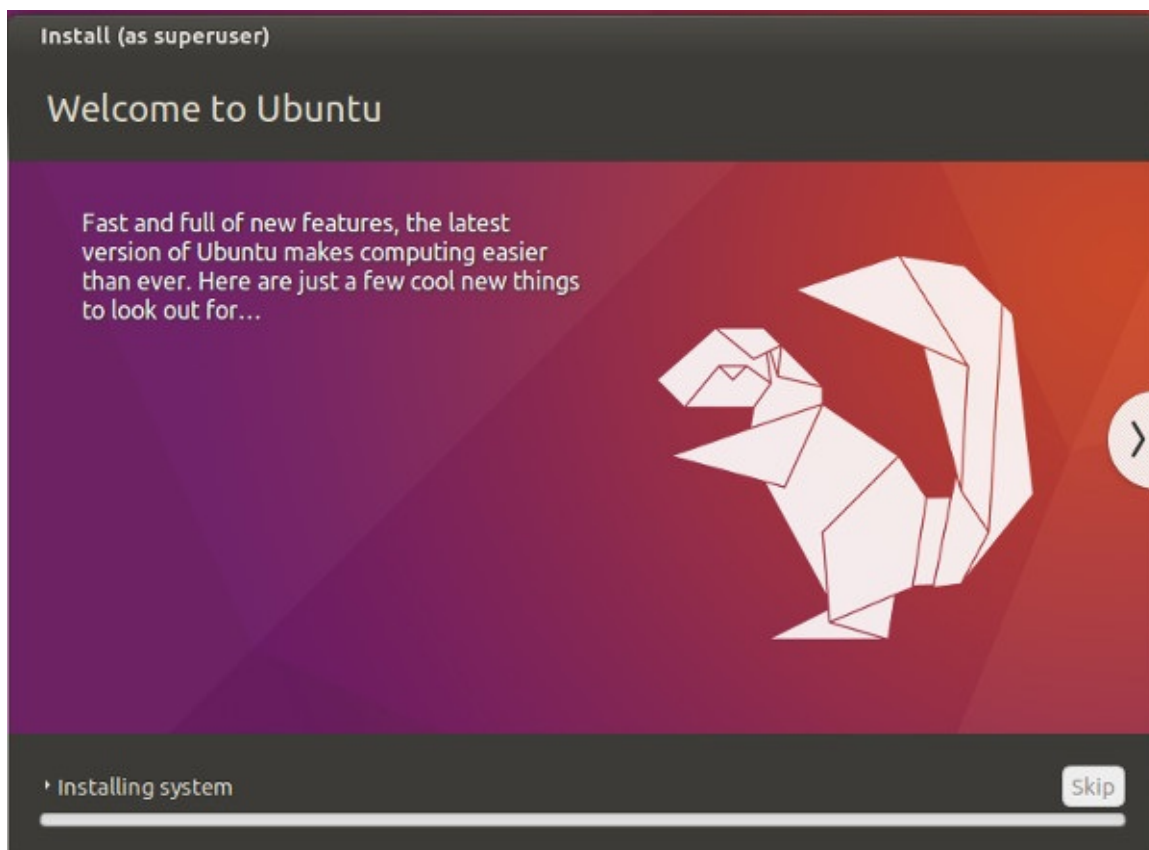 Install (as superuser)
Welcome to Ubuntu
Fast and full of new features, the latest
version of Ubuntu makes computing easier
than ever. Here are just a few cool new things
to look out for…
Installing system
Skip